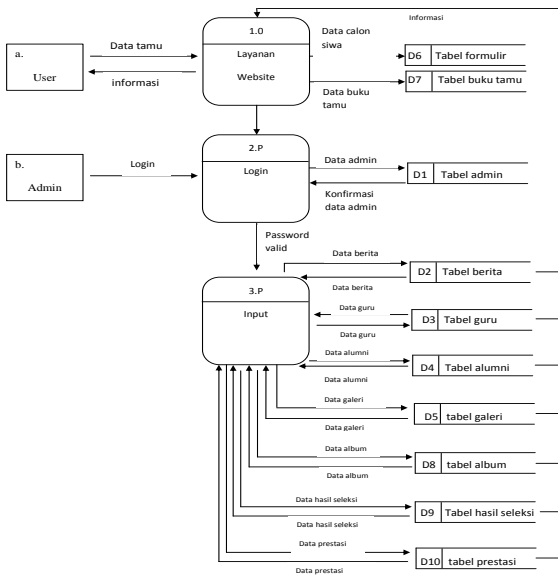 Informasi
1.0
Layanan
Website
a.
User
Data tamu
informasi
Data calon
siwa
D6 Tabel formulir
D7 Tabel buku tamu
Data buku
tamu
2.P
Login
b.
Admin
Login
Data admin
D1 Tabel admin
Konfirmasi
data admin
Password
valid
3.P
Input
Data berita
D2 Tabel berita
Data berita
Data guru
D3 Tabel guru
Data guru
Data alumni
D4 Tabel alumni
Data alumni
Data galeri
D5 tabel galeri
Data galeri
Data album
D8 tabel album
Data album
Data hasil seleksi
D9 Tabel hasil seleksi
Data hasil seleksi
Data prestasi
D10 tabel prestasi
Data prestasi